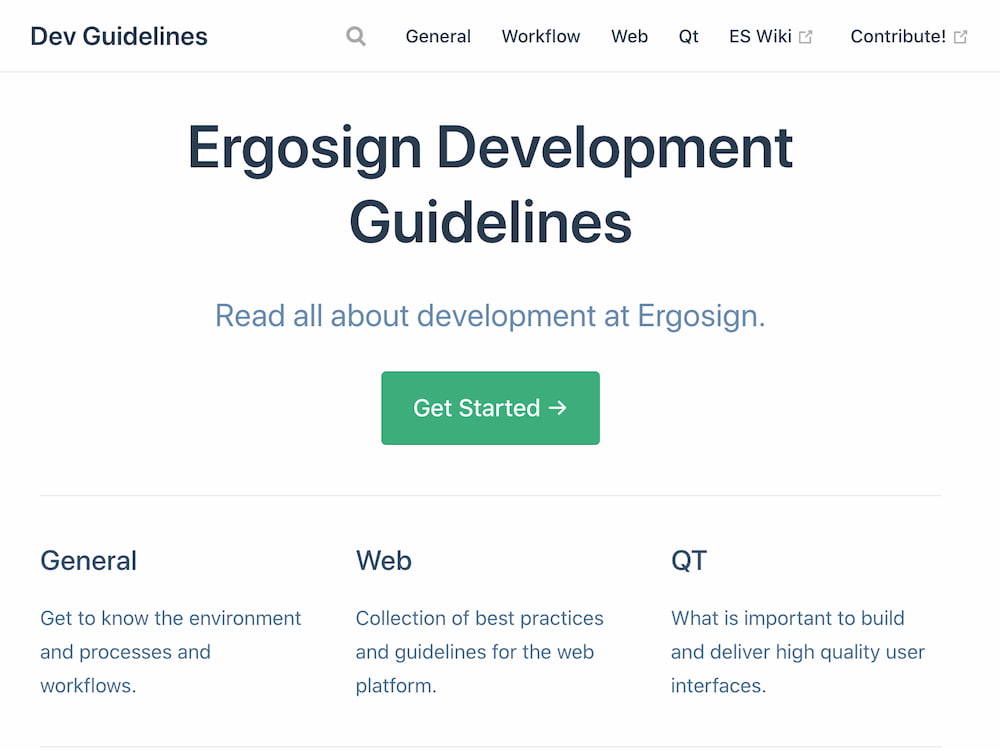 Dev Guidelines General Workflow Web Qt ES Wiki Contribute!
Ergosign Development
Guidelines
Read all about development at Ergosign.
Get Started →
General
Get to know the environment
and processes and
workflows.
Web
Collection of best practices
and guidelines for the web
platform.
QT
What is important to build
and deliver high quality user
interfaces.